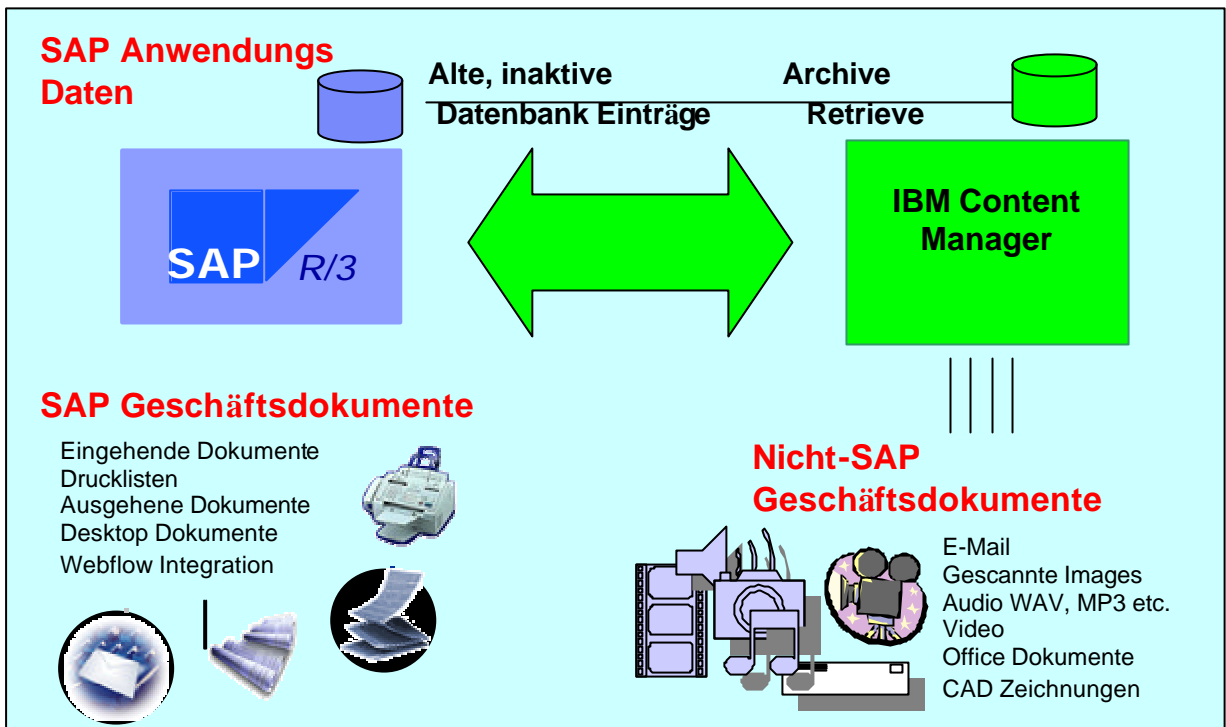 SAP Anwendungs
Daten
Alte, inaktive
Archive
Datenbank Einträge
Retrieve
SAP R/3
IBM Content
Manager
SAP Geschäftsdokumente
Eingehende Dokumente
Drucklisten
Ausgehene Dokumente
Desktop Dokumente
Webflow Integration
Nicht-SAP
Geschäftsdokumente
E-Mail
Gescannte Images
Audio WAV, MP3 etc.
Video
Office Dokumente
CAD Zeichnungen